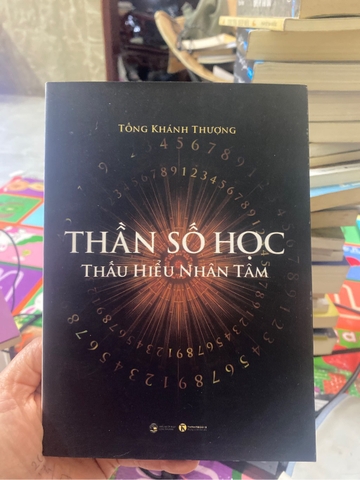 TỐNG KHÁNH THƯỢNG
THẦN SỐ HỌC
THẤU HIỂU NHÂN TÂM